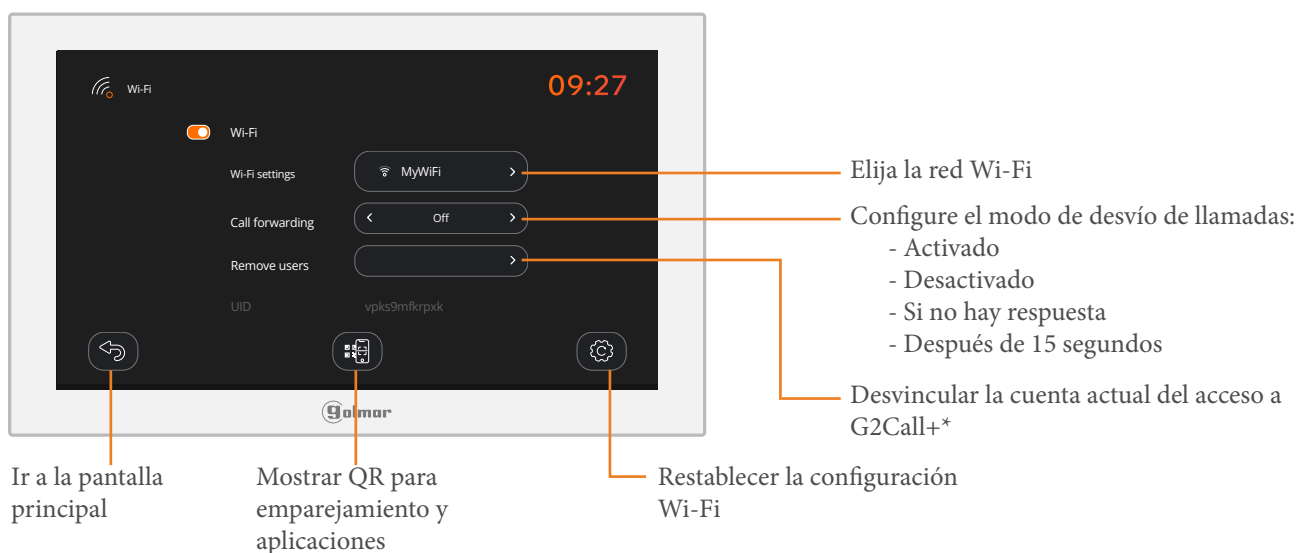 Wi-Fi
09:27
Wi-Fi
Wi-Fi settings
MyWiFi
Call forwarding
Off
Remove users
UID
vpks9mfkrpxk
golmar
Elija la red Wi-Fi
Configure el modo de desvío de llamadas:
- Activado
- Desactivado
- Si no hay respuesta
- Después de 15 segundos
Desvincular la cuenta actual del acceso a
G2Call+*
Ir a la pantalla
principal
Mostrar QR para
emparejamiento y
aplicaciones
Restablecer la configuración
Wi-Fi